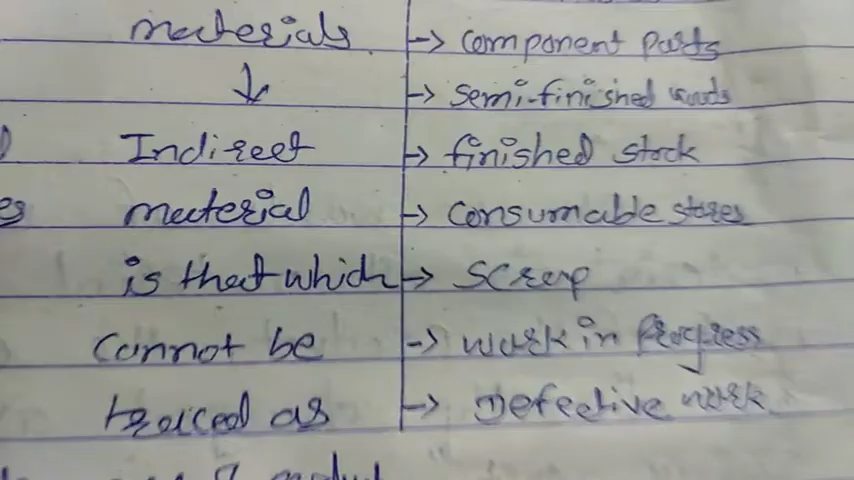 materials → component parts
↓ → semi-finished goods
Indirect → finished stock
material → consumable stores
is that which → Scrap
cannot be → work in Progress
traced as → Defective work
product